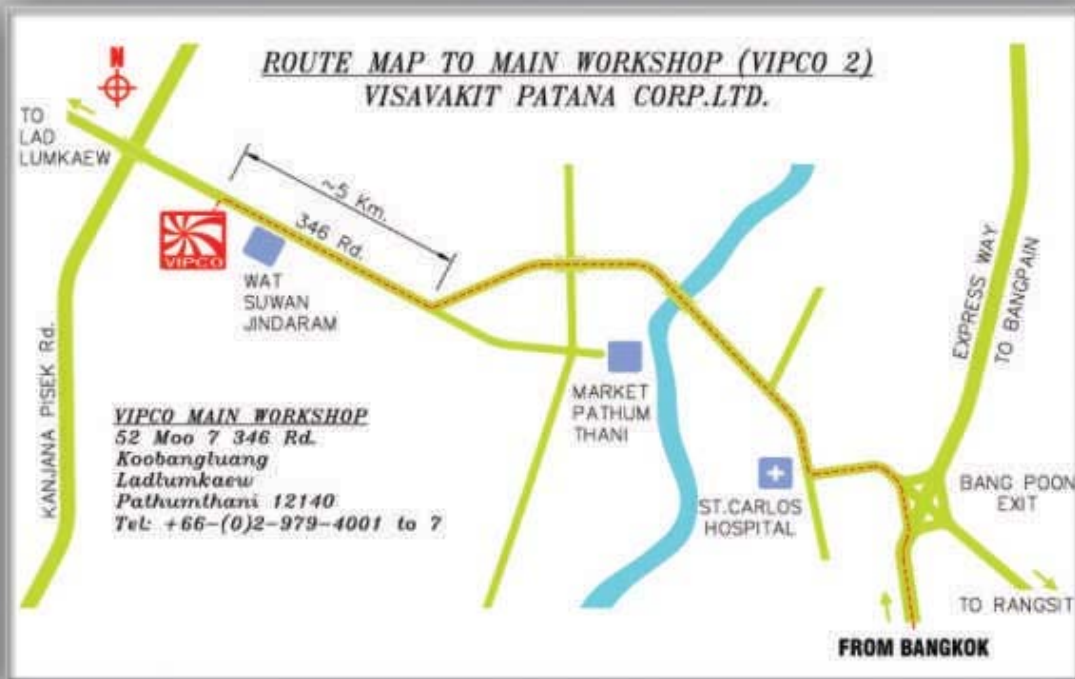 ROUTE MAP TO MAIN WORKSHOP (VIPCO 2)
VISAVAKIT PATANA CORP.LTD.
N
TO
LAD
LUMKAEW
~5 Km.
346 Rd.
VIPCO
WAT
SUWAN
JINDARAM
KANJANA PISEK Rd.
EXPRESS WAY
TO BANGPAIN
MARKET
PATHUM
THANI
VIPCO MAIN WORKSHOP
52 Moo 7 346 Rd.
Koobangluang
Ladlumkaew
Pathumthani 12140
Tel: +66-(0)2-979-4001 to 7
ST.CARLOS
HOSPITAL
BANG POON
EXIT
TO RANGSIT
FROM BANGKOK